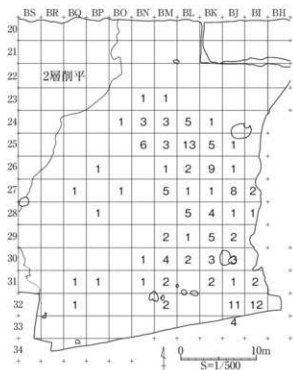 BS BR BQ BP BO BN BM BL BK BJ BI BH
20
21
22
2層削平
23 1 1
24 1 3 3 5 1
25 6 3 13 5 1
26 1 1 2 9 1
27 1 1 5 1 1 8 2
28 1 5 4 1 1
29 2 1 5 2
30 1 4 2 3 3
31 1 1 1 2 2 1 2
32 1 2 11 12
33 4
34
0 10m
S=1/500